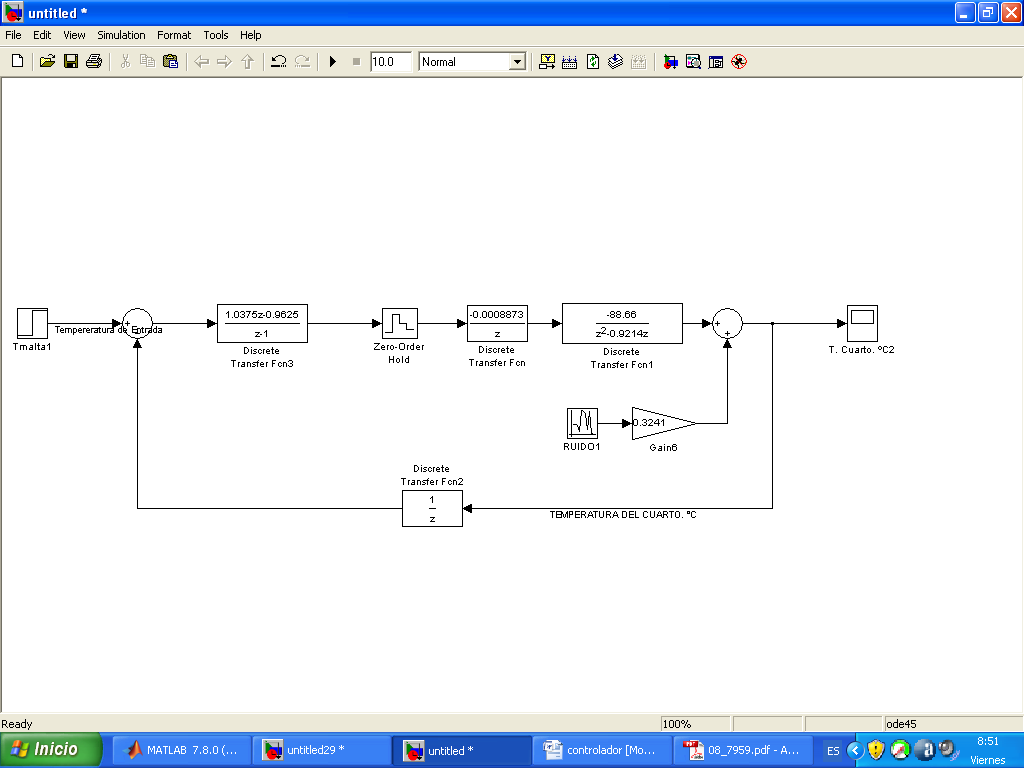 untitled *
File Edit View Simulation Format Tools Help
10.0 Normal
1.0375z-0.9625
z-1
-0.0008873
z
-88.66
z2-0.9214z
+
+
+
Tempereratura de Entrada
Tmalta1
Discrete
Transfer Fcn3
Zero-Order
Hold
Discrete
Transfer Fcn
Discrete
Transfer Fcn1
T. Cuarto. ºC2
0.3241
RUIDO1
Gain6
Discrete
Transfer Fcn2
1
z
TEMPERATURA DEL CUARTO. ºC
Ready 100% ode45
Inicio MATLAB 7.8.0 (... untitled29 * untitled * controlador [Mo... 08_7959.pdf - A... ES 8:51
Viernes